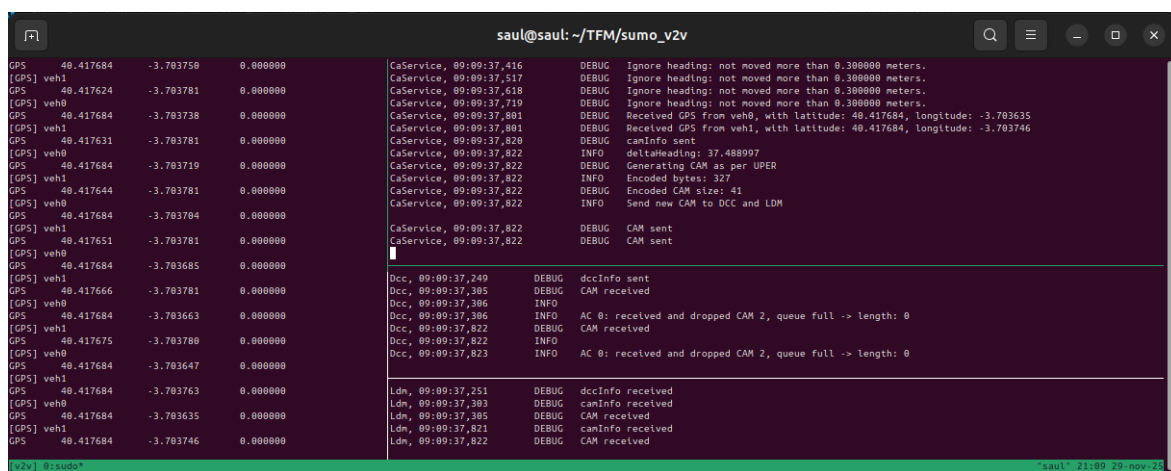 saul@saul: ~/TFM/sumo_v2v
GPS 40.417684 -3.703750 0.000000
[GPS] veh1
GPS 40.417624 -3.703781 0.000000
[GPS] veh0
GPS 40.417684 -3.703738 0.000000
[GPS] veh1
GPS 40.417631 -3.703781 0.000000
[GPS] veh0
GPS 40.417684 -3.703719 0.000000
[GPS] veh1
GPS 40.417644 -3.703781 0.000000
[GPS] veh0
GPS 40.417684 -3.703704 0.000000
[GPS] veh1
GPS 40.417651 -3.703781 0.000000
[GPS] veh0
GPS 40.417684 -3.703685 0.000000
[GPS] veh1
GPS 40.417666 -3.703781 0.000000
[GPS] veh0
GPS 40.417684 -3.703663 0.000000
[GPS] veh1
GPS 40.417675 -3.703780 0.000000
[GPS] veh0
GPS 40.417684 -3.703647 0.000000
[GPS] veh1
GPS 40.417684 -3.703763 0.000000
[GPS] veh0
GPS 40.417684 -3.703635 0.000000
[GPS] veh1
GPS 40.417684 -3.703746 0.000000
CaService, 09:09:37,416 DEBUG Ignore heading: not moved more than 0.300000 meters.
CaService, 09:09:37,517 DEBUG Ignore heading: not moved more than 0.300000 meters.
CaService, 09:09:37,618 DEBUG Ignore heading: not moved more than 0.300000 meters.
CaService, 09:09:37,719 DEBUG Ignore heading: not moved more than 0.300000 meters.
CaService, 09:09:37,801 DEBUG Received GPS from veh0, with latitude: 40.417684, longitude: -3.703635
CaService, 09:09:37,801 DEBUG Received GPS from veh1, with latitude: 40.417684, longitude: -3.703746
CaService, 09:09:37,820 DEBUG camInfo sent
CaService, 09:09:37,822 INFO deltaHeading: 37.488997
CaService, 09:09:37,822 DEBUG Generating CAM as per UPER
CaService, 09:09:37,822 INFO Encoded bytes: 327
CaService, 09:09:37,822 DEBUG Encoded CAM size: 41
CaService, 09:09:37,822 INFO Send new CAM to DCC and LDM
CaService, 09:09:37,822 DEBUG CAM sent
CaService, 09:09:37,822 DEBUG CAM sent
Dcc, 09:09:37,249 DEBUG dccInfo sent
Dcc, 09:09:37,305 DEBUG CAM received
Dcc, 09:09:37,306 INFO
Dcc, 09:09:37,306 INFO AC 0: received and dropped CAM 2, queue full -> length: 0
Dcc, 09:09:37,822 DEBUG CAM received
Dcc, 09:09:37,822 INFO
Dcc, 09:09:37,823 INFO AC 0: received and dropped CAM 2, queue full -> length: 0
Ldm, 09:09:37,251 DEBUG dccInfo received
Ldm, 09:09:37,303 DEBUG camInfo received
Ldm, 09:09:37,305 DEBUG CAM received
Ldm, 09:09:37,821 DEBUG camInfo received
Ldm, 09:09:37,822 DEBUG CAM received
[v2v] 0:sudo* "saul" 21:09 29-nov-25